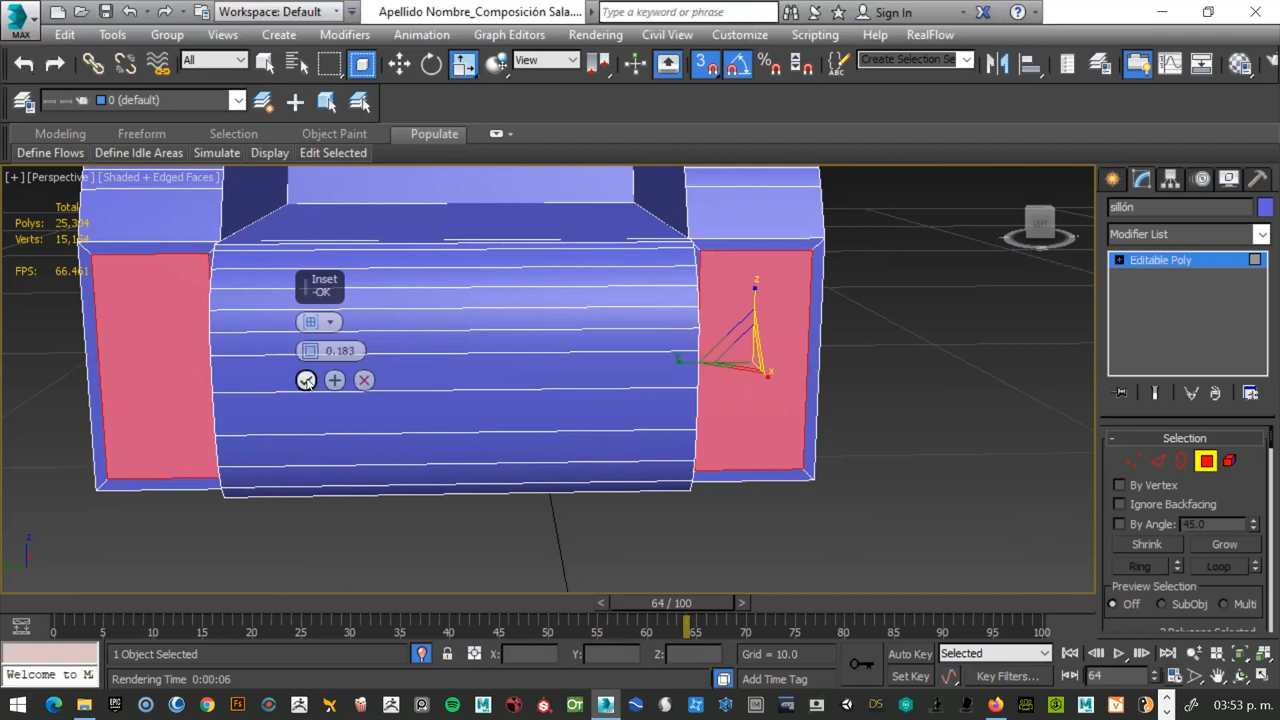 MAX
Workspace: Default
Apellido Nombre_Composición Sala....
Type a keyword or phrase
Sign In
Edit Tools Group Views Create Modifiers Animation Graph Editors Rendering Civil View Customize Scripting Help RealFlow
All
View
3
Create Selection Se
ABC
0 (default)
Modeling Freeform Selection Object Paint Populate
Define Flows Define Idle Areas Simulate Display Edit Selected
[+] [Perspective] [Shaded + Edged Faces]
Total
Polys: 25,304
FPS:
Inset
-OK
0.183
z
x
sillón
Modifier List
Editable Poly
Selection
By Vertex
Ignore Backfacing
By Angle: 45.0
Shrink Grow
Ring Loop
Preview Selection
Off SubObj Multi
64 / 100
0 5 10 15 20 25 30 35 40 45 50 55 60 65 70 75 80 85 90 95 100
1 Object Selected
X: Y: Z: Grid = 10.0
Auto Key Selected
Welcome to M
Rendering Time 0:00:06
Add Time Tag
Set Key Key Filters... 64
03:53 p. m.